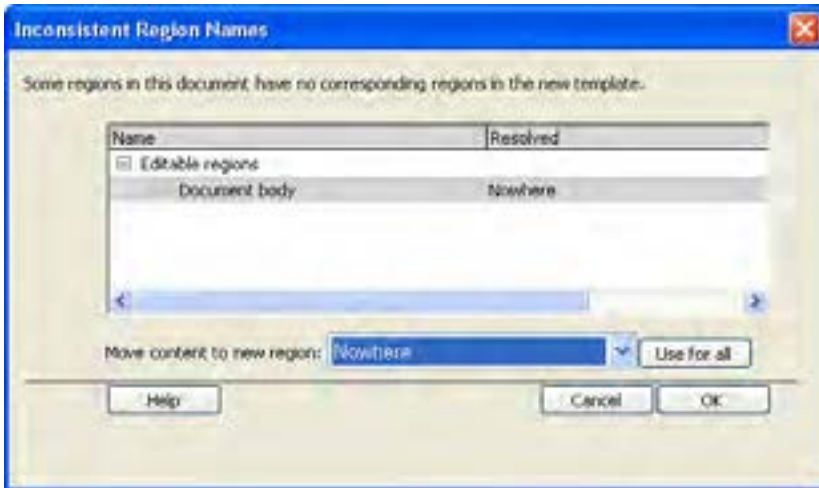 Inconsistent Region Names
Some regions in this document have no corresponding regions in the new template.
Name Resolved
Editable regions
Document body Nowhere
Move content to new region: Nowhere Use for all
Help Cancel OK